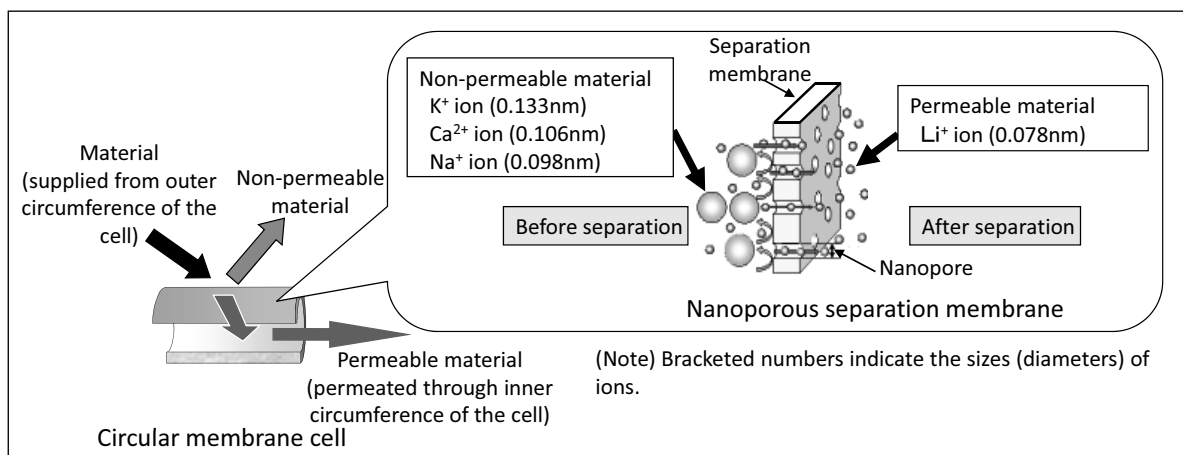 Separation
membrane
Non-permeable material
K⁺ ion (0.133nm)
Ca²⁺ ion (0.106nm)
Na⁺ ion (0.098nm)
Permeable material
Li⁺ ion (0.078nm)
Material
(supplied from outer
circumference of the
cell)
Non-permeable
material
Before separation
After separation
Nanopore
Nanoporous separation membrane
Permeable material
(permeated through inner
circumference of the cell)
(Note) Bracketed numbers indicate the sizes (diameters) of
ions.
Circular membrane cell